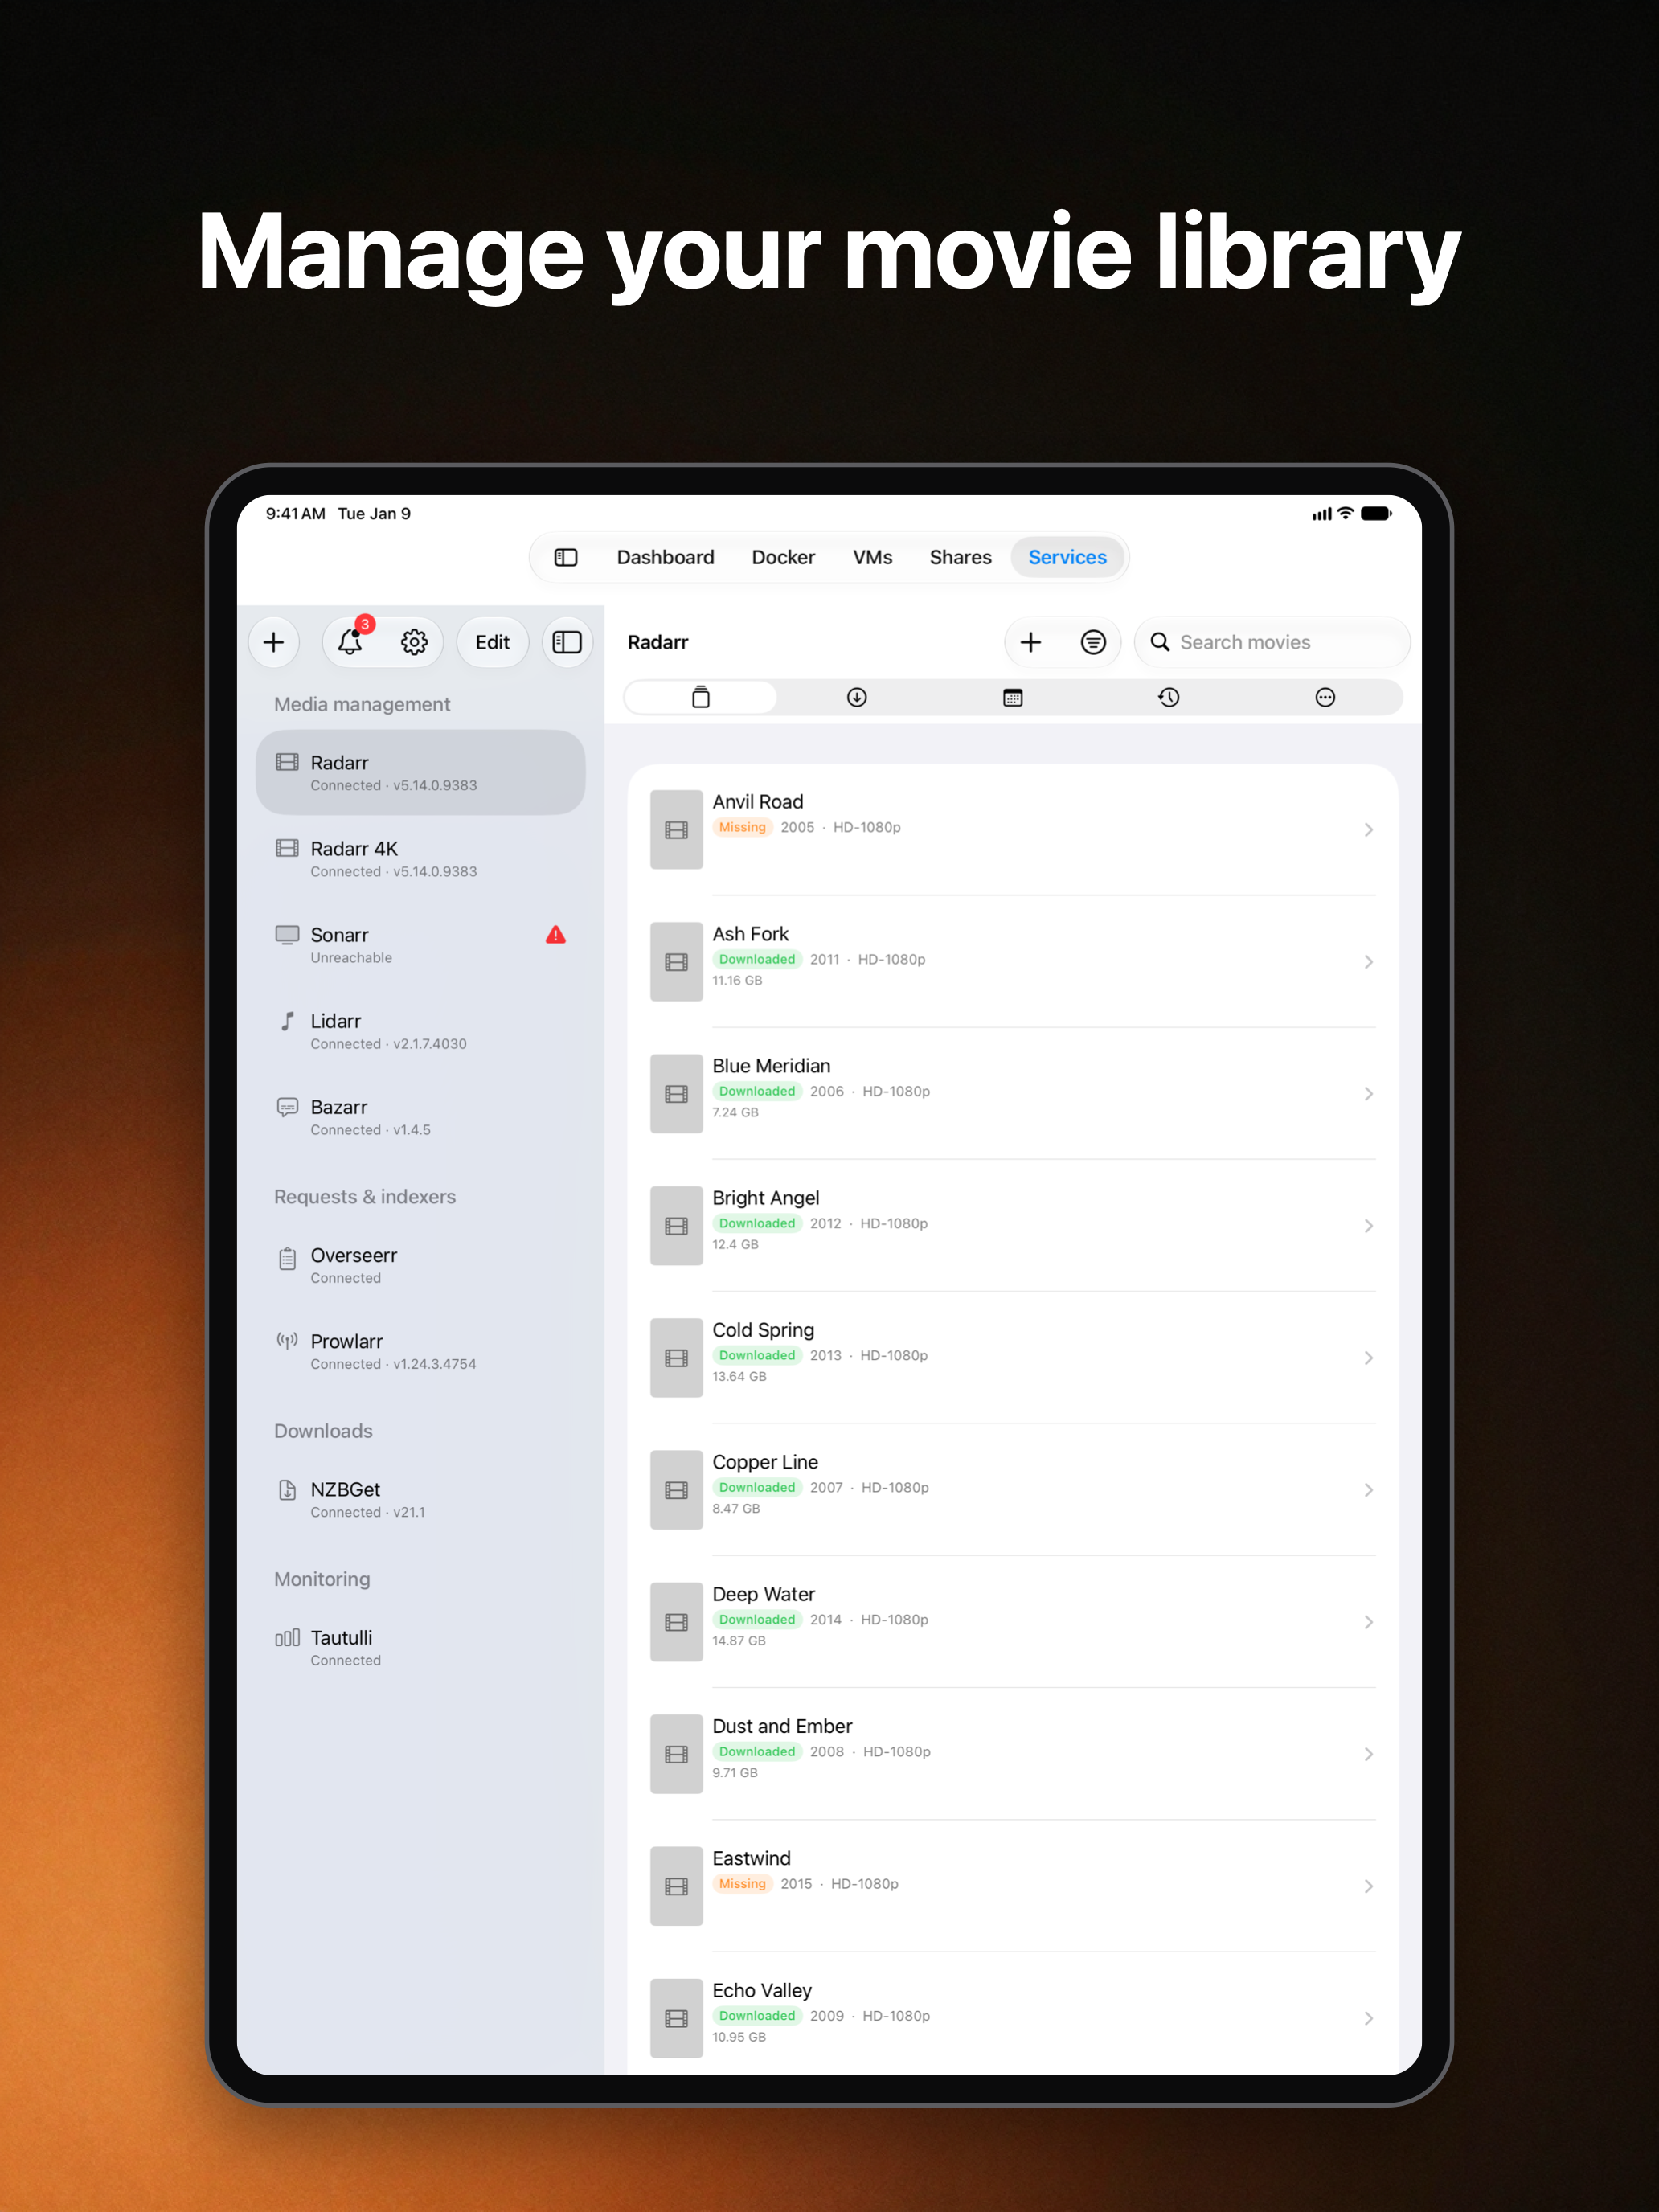 Manage your movie library
9:41 AM Tue Jan 9
Dashboard Docker VMs Shares Services
3
Edit
Media management
Radarr
Connected · v5.14.0.9383
Radarr 4K
Connected · v5.14.0.9383
Sonarr
Unreachable
Lidarr
Connected · v2.1.7.4030
Bazarr
Connected · v1.4.5
Requests & indexers
Overseerr
Connected
Prowlarr
Connected · v1.24.3.4754
Downloads
NZBGet
Connected · v21.1
Monitoring
Tautulli
Connected
Radarr
Search movies
Anvil Road
Missing 2005 · HD-1080p
Ash Fork
Downloaded 2011 · HD-1080p
11.16 GB
Blue Meridian
Downloaded 2006 · HD-1080p
7.24 GB
Bright Angel
Downloaded 2012 · HD-1080p
12.4 GB
Cold Spring
Downloaded 2013 · HD-1080p
13.64 GB
Copper Line
Downloaded 2007 · HD-1080p
8.47 GB
Deep Water
Downloaded 2014 · HD-1080p
14.87 GB
Dust and Ember
Downloaded 2008 · HD-1080p
9.71 GB
Eastwind
Missing 2015 · HD-1080p
Echo Valley
Downloaded 2009 · HD-1080p
10.95 GB